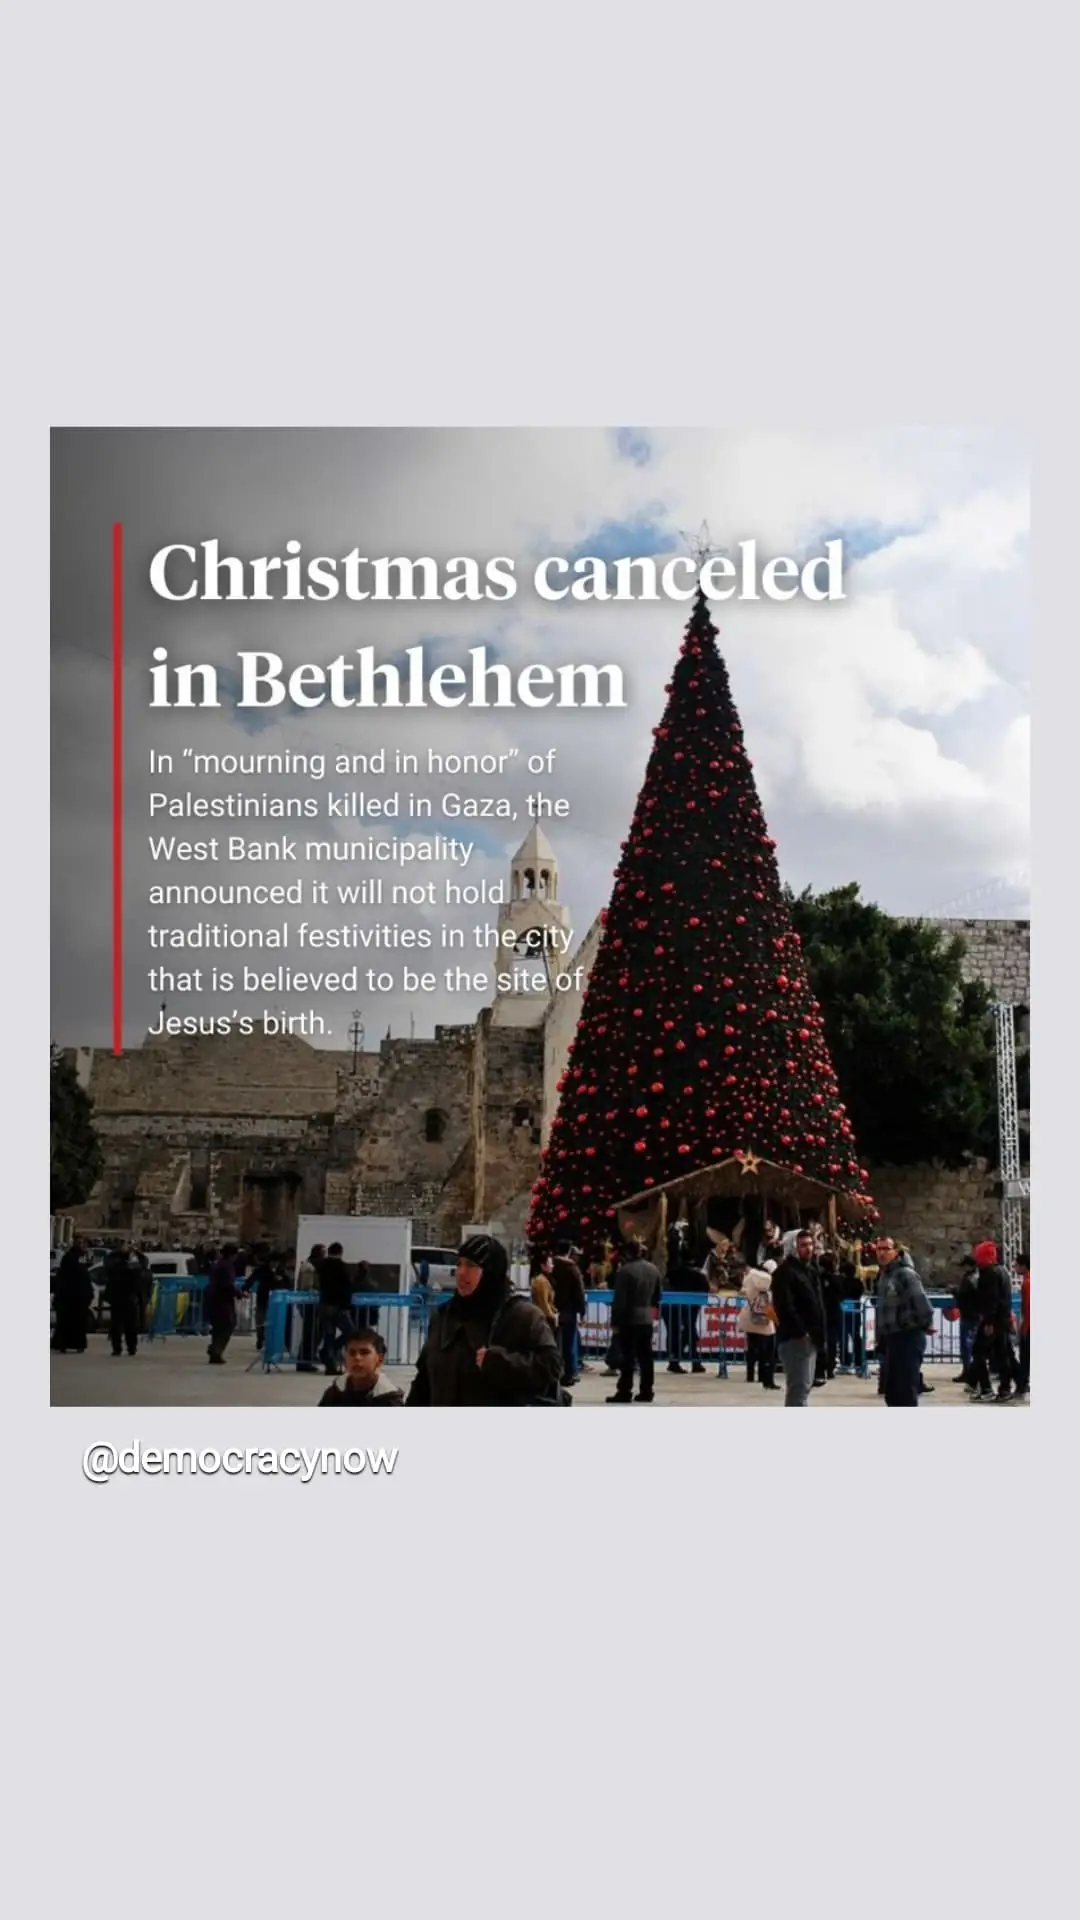 Christmas canceled
in Bethlehem
In “mourning and in honor” of
Palestinians killed in Gaza, the
West Bank municipality
announced it will not hold
traditional festivities in the city
that is believed to be the site of
Jesus’s birth.
@democracynow